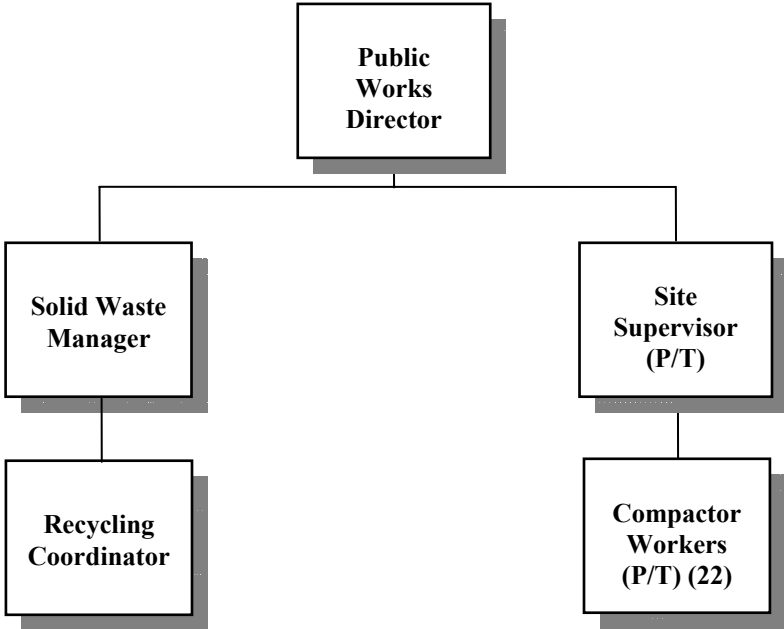 Public
Works
Director
Solid Waste
Manager
Site
Supervisor
(P/T)
Recycling
Coordinator
Compactor
Workers
(P/T) (22)